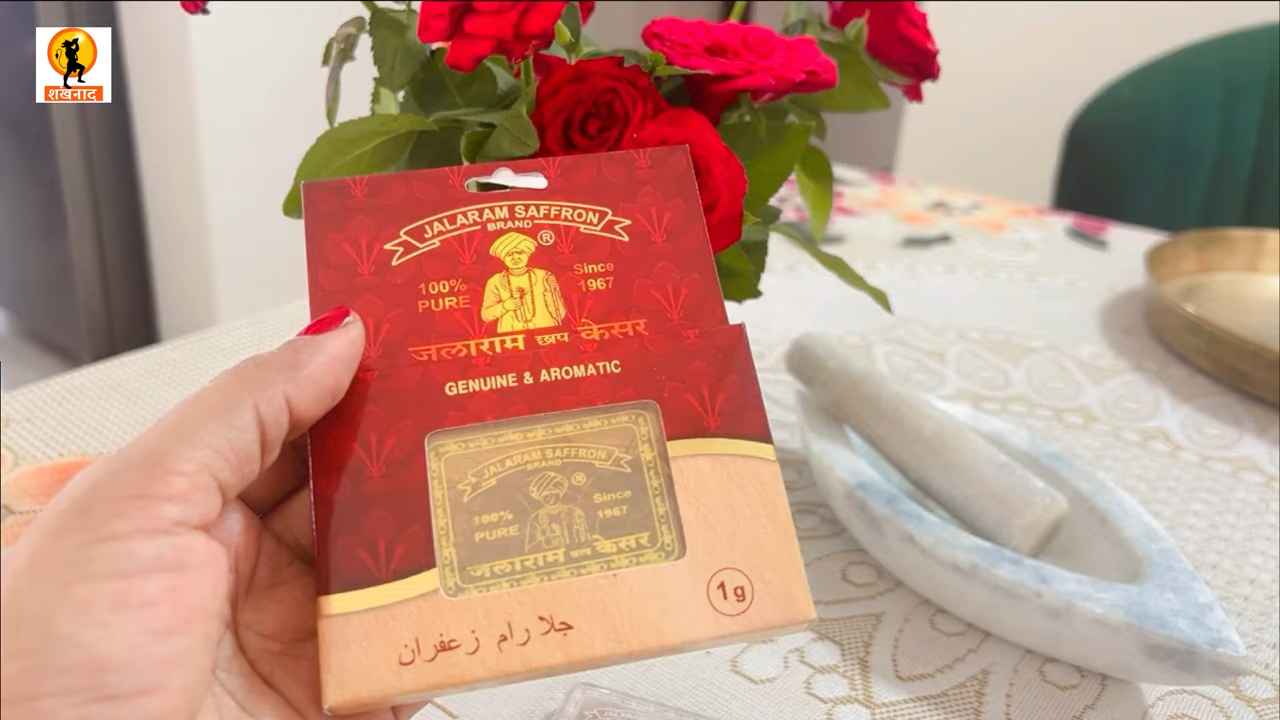 शंखनाद
JALARAM SAFFRON
BRAND
®
100%
PURE
Since
1967
जलाराम छाप केसर
GENUINE & AROMATIC
JALARAM SAFFRON
BRAND
®
100%
PURE
Since
1967
जलाराम छाप केसर
1g
جلا رام زعفران